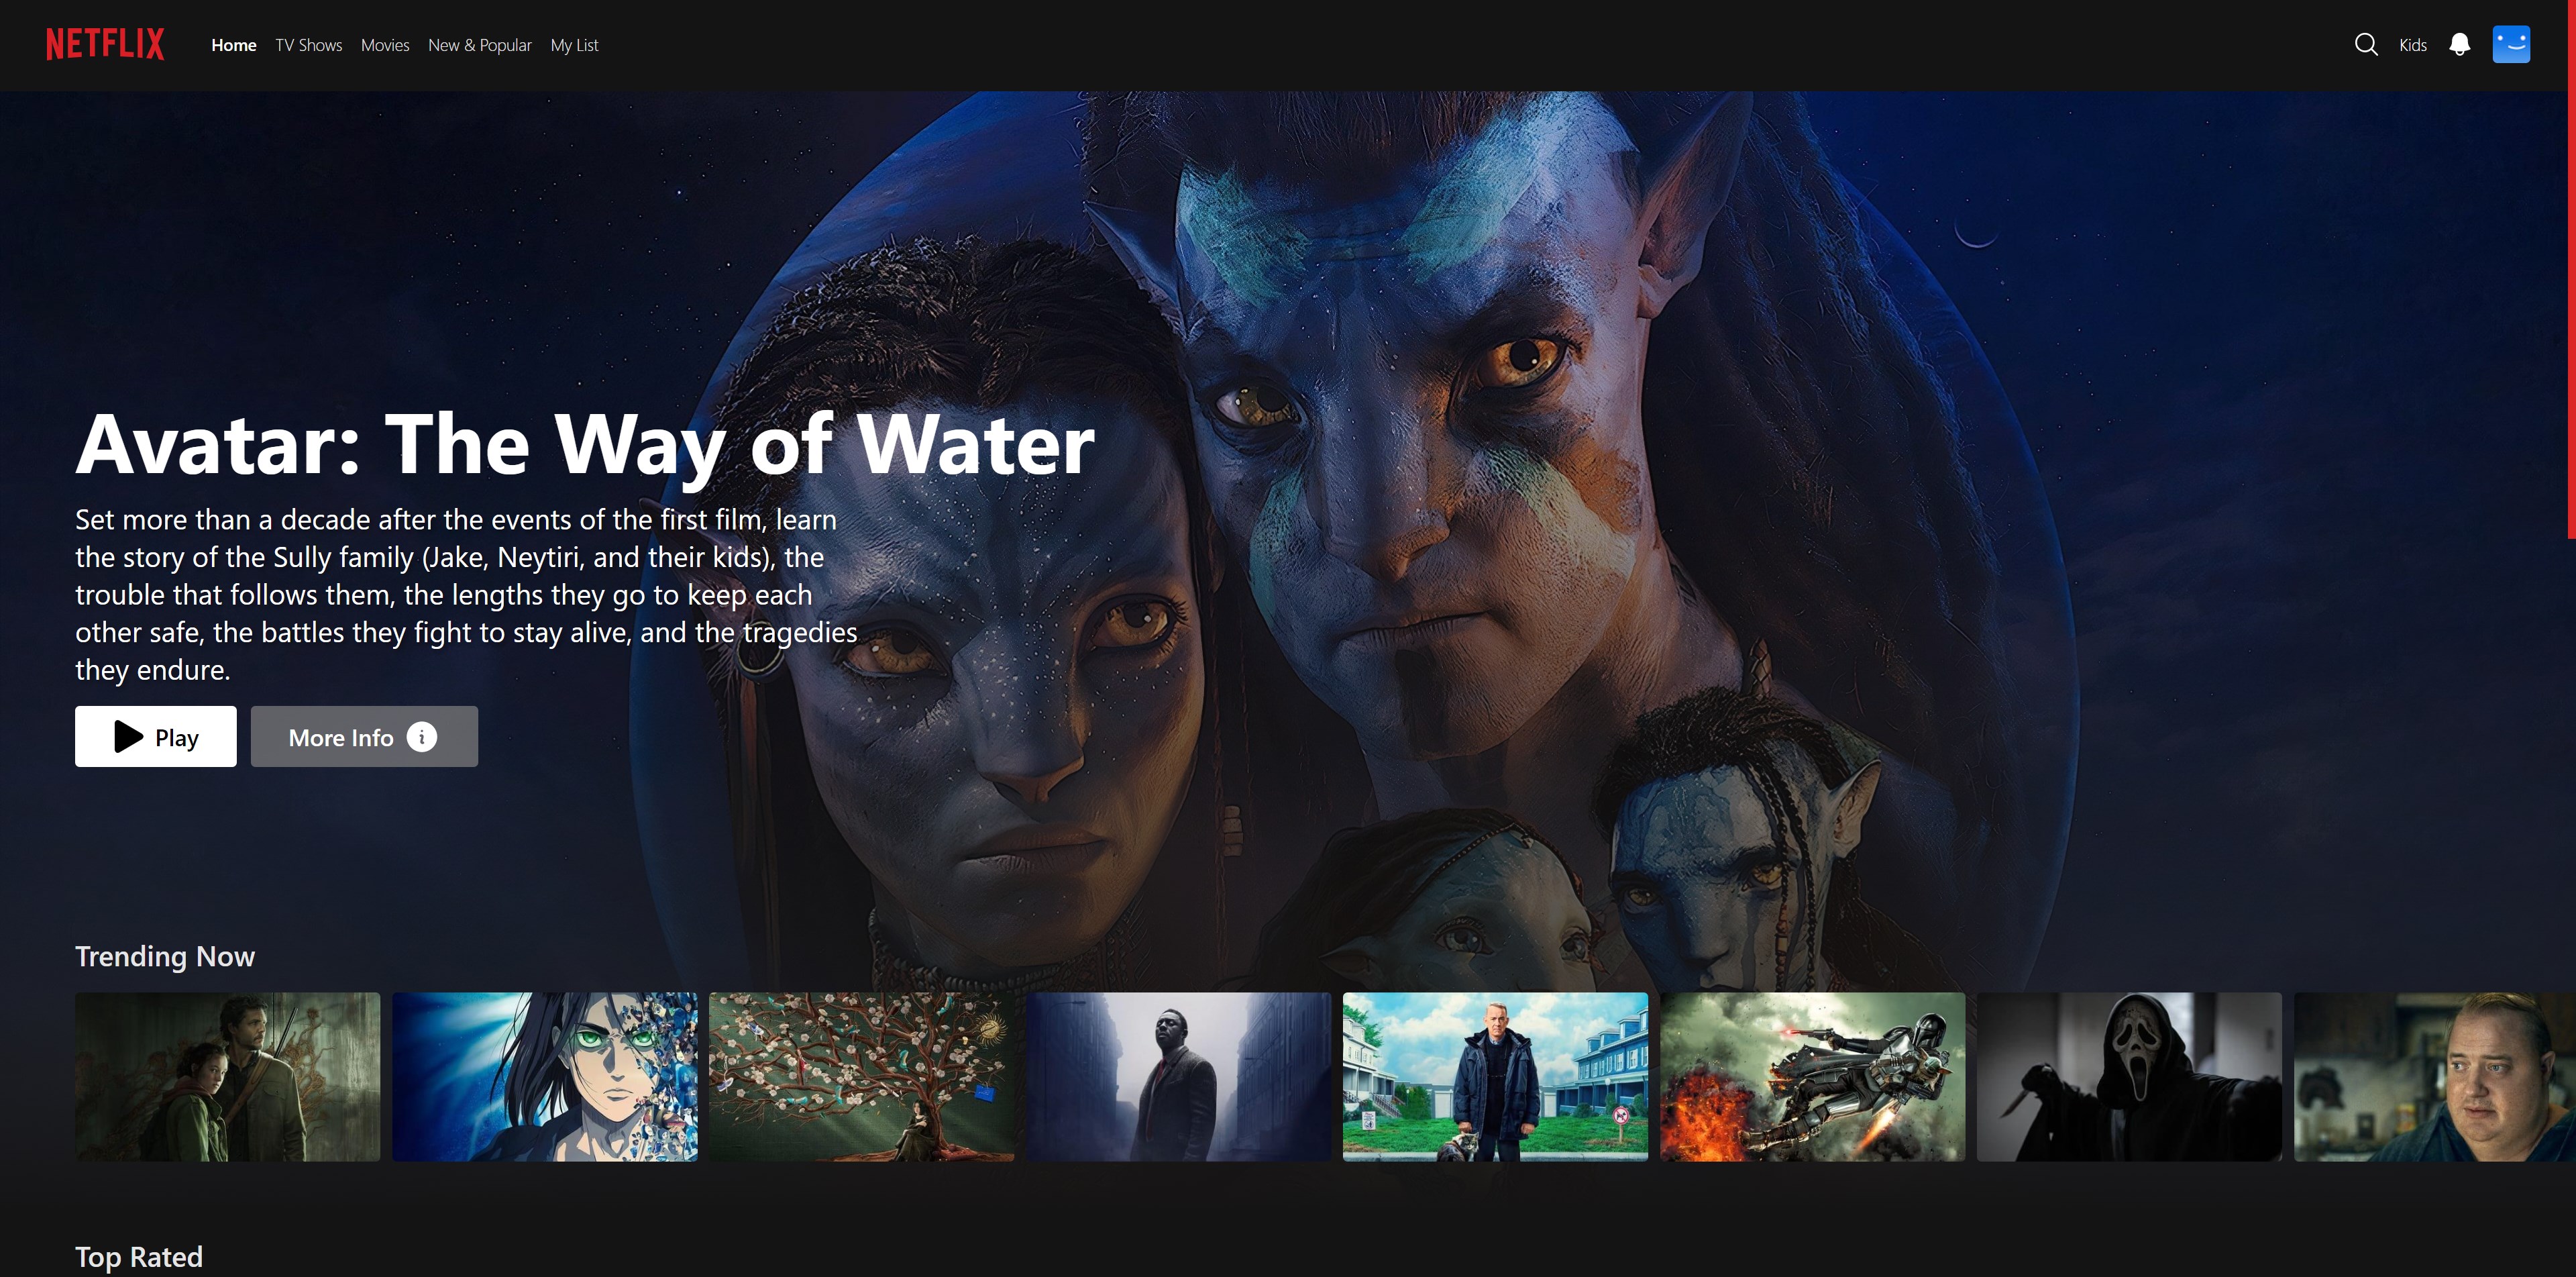 NETFLIX
Home
TV Shows
Movies
New & Popular
My List
Kids
Avatar: The Way of Water
Set more than a decade after the events of the first film, learn
the story of the Sully family (Jake, Neytiri, and their kids), the
trouble that follows them, the lengths they go to keep each
other safe, the battles they fight to stay alive, and the tragedies
they endure.
Play
More Info i
Trending Now
Top Rated